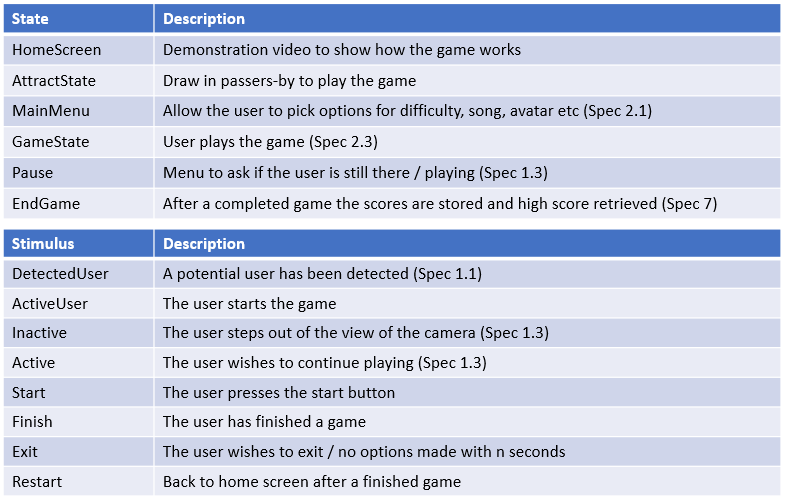 State Description
HomeScreen Demonstration video to show how the game works
AttractState Draw in passers-by to play the game
MainMenu Allow the user to pick options for difficulty, song, avatar etc (Spec 2.1)
GameState User plays the game (Spec 2.3)
Pause Menu to ask if the user is still there / playing (Spec 1.3)
EndGame After a completed game the scores are stored and high score retrieved (Spec 7)
Stimulus Description
DetectedUser A potential user has been detected (Spec 1.1)
ActiveUser The user starts the game
Inactive The user steps out of the view of the camera (Spec 1.3)
Active The user wishes to continue playing (Spec 1.3)
Start The user presses the start button
Finish The user has finished a game
Exit The user wishes to exit / no options made with n seconds
Restart Back to home screen after a finished game